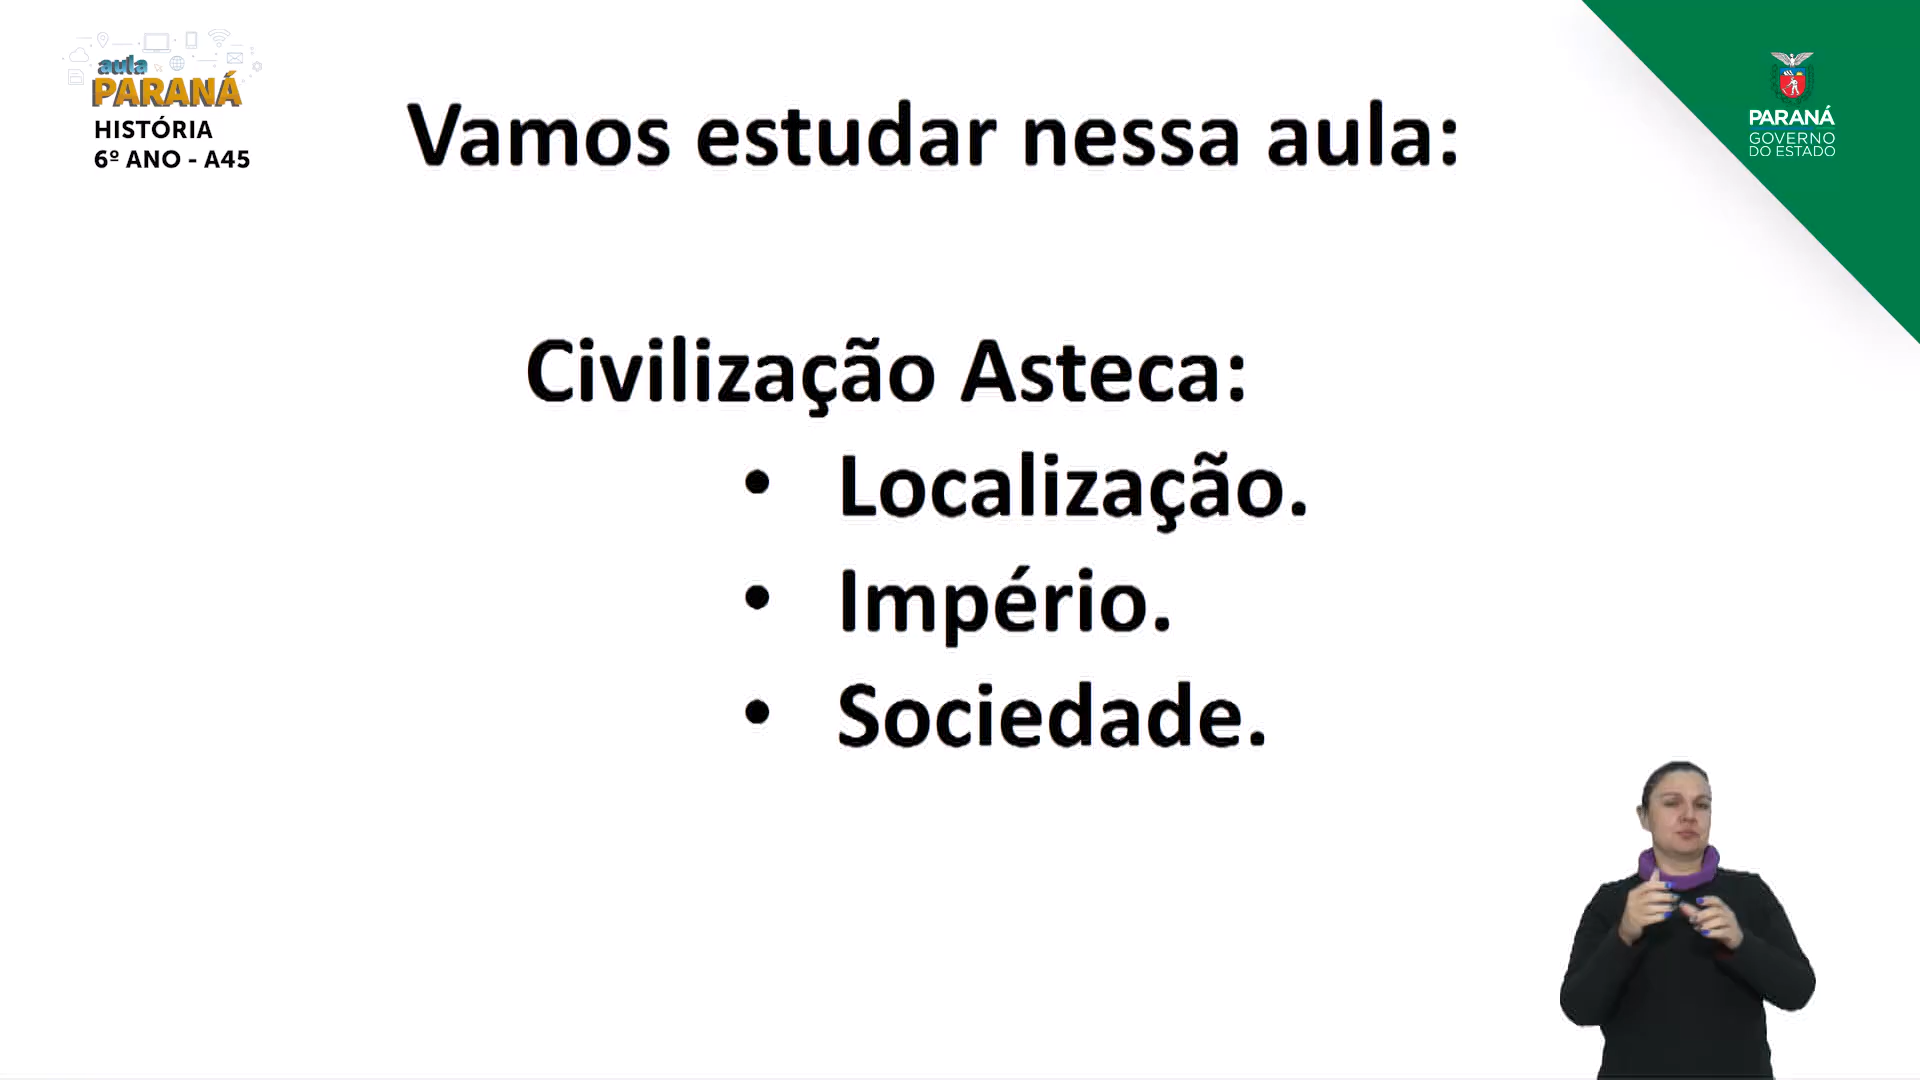 aula
PARANÁ
HISTÓRIA
6º ANO - A45
Vamos estudar nessa aula:
PARANÁ
GOVERNO
DO ESTADO
Civilização Asteca:
• Localização.
• Império.
• Sociedade.